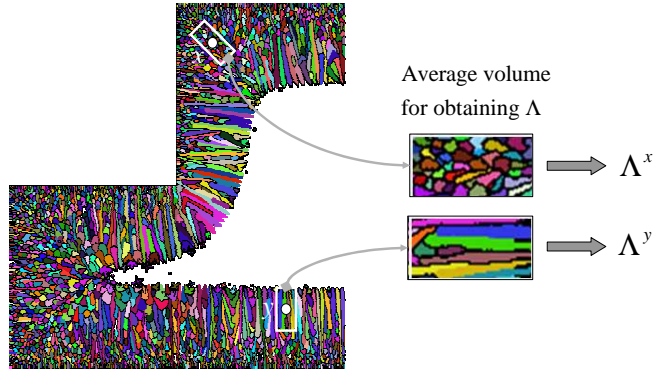 x
Average volume
for obtaining Λ
Λ^x
Λ^y
y